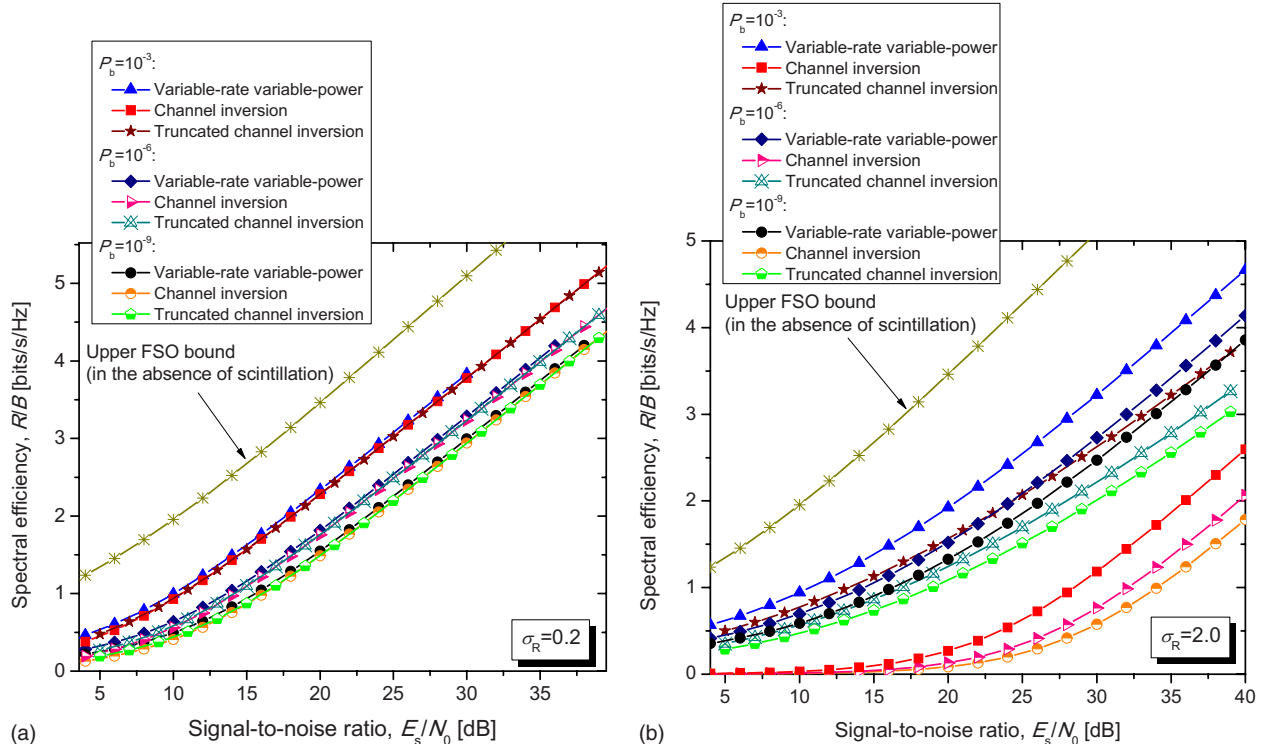 P_b=10^-3:
Variable-rate variable-power
Channel inversion
Truncated channel inversion
P_b=10^-6:
Variable-rate variable-power
Channel inversion
Truncated channel inversion
P_b=10^-9:
Variable-rate variable-power
Channel inversion
Truncated channel inversion
Upper FSO bound
(in the absence of scintillation)
σ_R=0.2
Spectral efficiency, R/B [bits/s/Hz]
5
4
3
2
1
0
5 10 15 20 25 30 35
Signal-to-noise ratio, E_s/N_0 [dB]
(a)
P_b=10^-3:
Variable-rate variable-power
Channel inversion
Truncated channel inversion
P_b=10^-6:
Variable-rate variable-power
Channel inversion
Truncated channel inversion
P_b=10^-9:
Variable-rate variable-power
Channel inversion
Truncated channel inversion
Upper FSO bound
(in the absence of scintillation)
σ_R=2.0
Spectral efficiency, R/B [bits/s/Hz]
5
4
3
2
1
0
5 10 15 20 25 30 35 40
Signal-to-noise ratio, E_s/N_0 [dB]
(b)